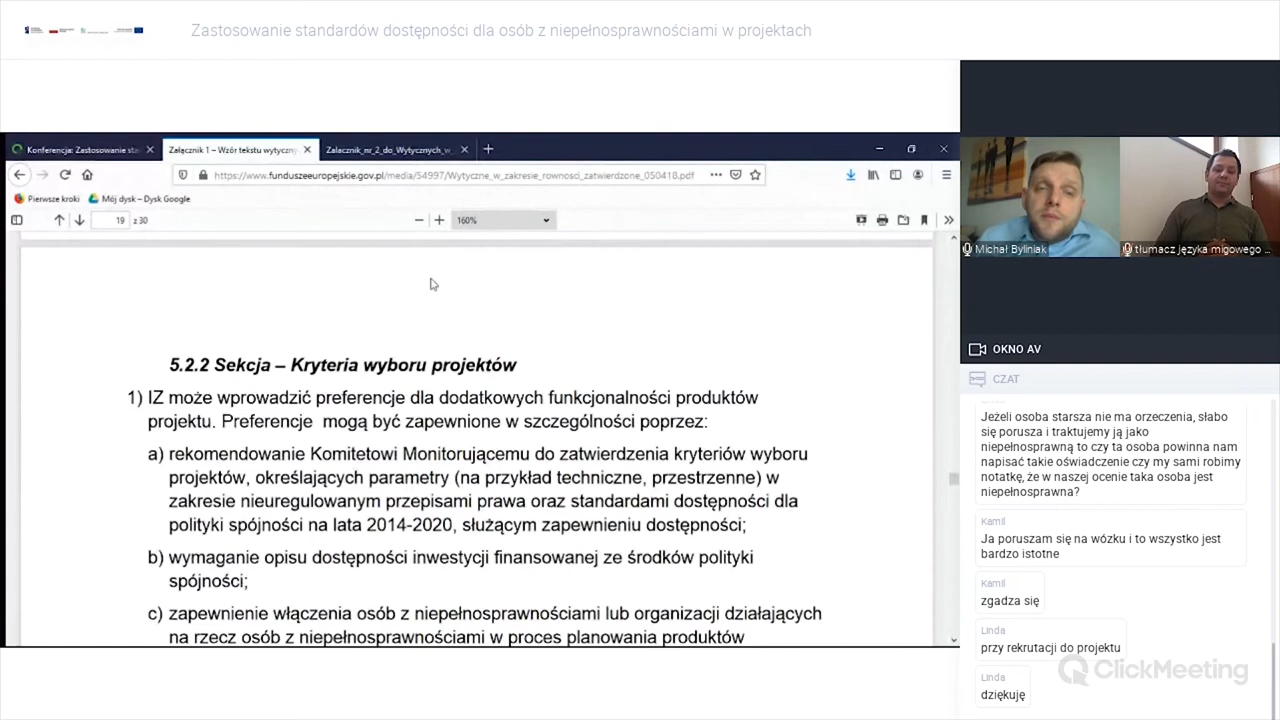 Zastosowanie standardów dostępności dla osób z niepełnosprawnościami w projektach
Konferencja: Zastosowanie sta
Załącznik 1 – Wzór tekstu wytyczny
Zalacznik_nr_2_do_Wytycznych_w_
https://www.funduszeeuropejskie.gov.pl/media/54997/Wytyczne_w_zakresie_rownosci_zatwierdzone_050418.pdf
Pierwsze kroki
Mój dysk – Dysk Google
19 z 30
160%
5.2.2 Sekcja – Kryteria wyboru projektów
1) IZ może wprowadzić preferencje dla dodatkowych funkcjonalności produktów
projektu. Preferencje mogą być zapewnione w szczególności poprzez:
a) rekomendowanie Komitetowi Monitorującemu do zatwierdzenia kryteriów wyboru
projektów, określających parametry (na przykład techniczne, przestrzenne) w
zakresie nieuregulowanym przepisami prawa oraz standardami dostępności dla
polityki spójności na lata 2014-2020, służącym zapewnieniu dostępności;
b) wymaganie opisu dostępności inwestycji finansowanej ze środków polityki
spójności;
c) zapewnienie włączenia osób z niepełnosprawnościami lub organizacji działających
na rzecz osób z niepełnosprawnościami w proces planowania produktów
Michał Byliniak
tłumacz języka migowego ...
OKNO AV
CZAT
Jeżeli osoba starsza nie ma orzeczenia, słabo
się porusza i traktujemy ją jako
niepełnosprawną to czy ta osoba powinna nam
napisać takie oświadczenie czy my sami robimy
notatkę, że w naszej ocenie taka osoba jest
niepełnosprawna?
Kamil
Ja poruszam się na wózku i to wszystko jest
bardzo istotne
Kamil
zgadza się
Linda
przy rekrutacji do projektu
Linda
dziękuję
ClickMeeting